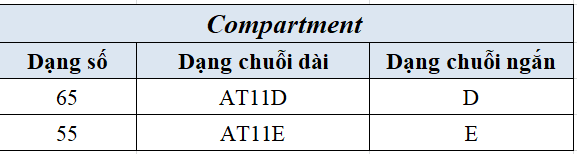 Compartment
Dạng số Dạng chuỗi dài Dạng chuỗi ngắn
65 AT11D D
55 AT11E E